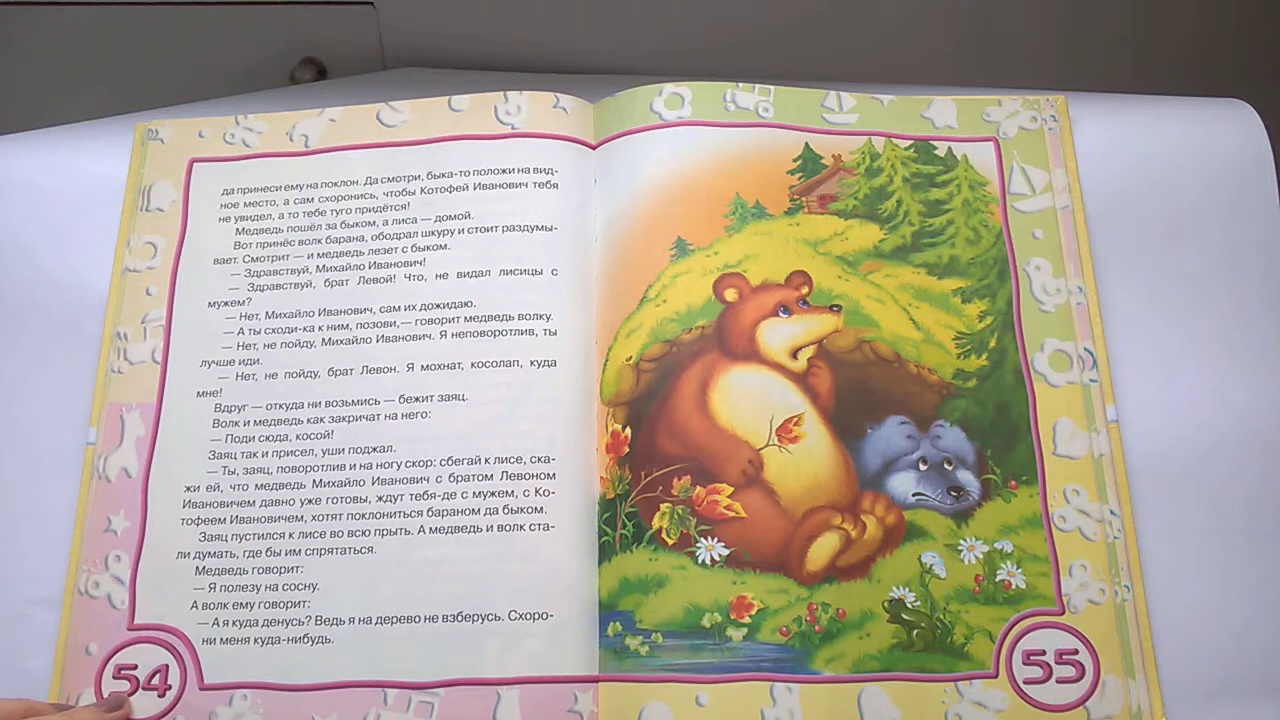 да принеси ему на поклон. Да смотри, быка-то положи на вид-
ное место, а сам схоронись, чтобы Котофей Иванович тебя
не увидел, а то тебе туго придётся!
Медведь пошёл за быком, а лиса — домой.
Вот принёс волк барана, ободрал шкуру и стоит раздумы-
вает. Смотрит — и медведь лезет с быком.
— Здравствуй, Михайло Иванович!
— Здравствуй, брат Левой! Что, не видал лисицы с
мужем?
— Нет, Михайло Иванович, сам их дожидаю.
— А ты сходи-ка к ним, позови,— говорит медведь волку.
— Нет, не пойду, Михайло Иванович. Я неповоротлив, ты
лучше иди.
— Нет, не пойду, брат Левон. Я мохнат, косолап, куда
мне!
Вдруг — откуда ни возьмись — бежит заяц.
Волк и медведь как закричат на него:
— Поди сюда, косой!
Заяц так и присел, уши поджал.
— Ты, заяц, поворотлив и на ногу скор: сбегай к лисе, ска-
жи ей, что медведь Михайло Иванович с братом Левоном
Ивановичем давно уже готовы, ждут тебя-де с мужем, с Ко-
тофеем Ивановичем, хотят поклониться бараном да быком.
Заяц пустился к лисе во всю прыть. А медведь и волк ста-
ли думать, где бы им спрятаться.
Медведь говорит:
— Я полезу на сосну.
А волк ему говорит:
— А я куда денусь? Ведь я на дерево не взберусь. Схоро-
ни меня куда-нибудь.
54
55